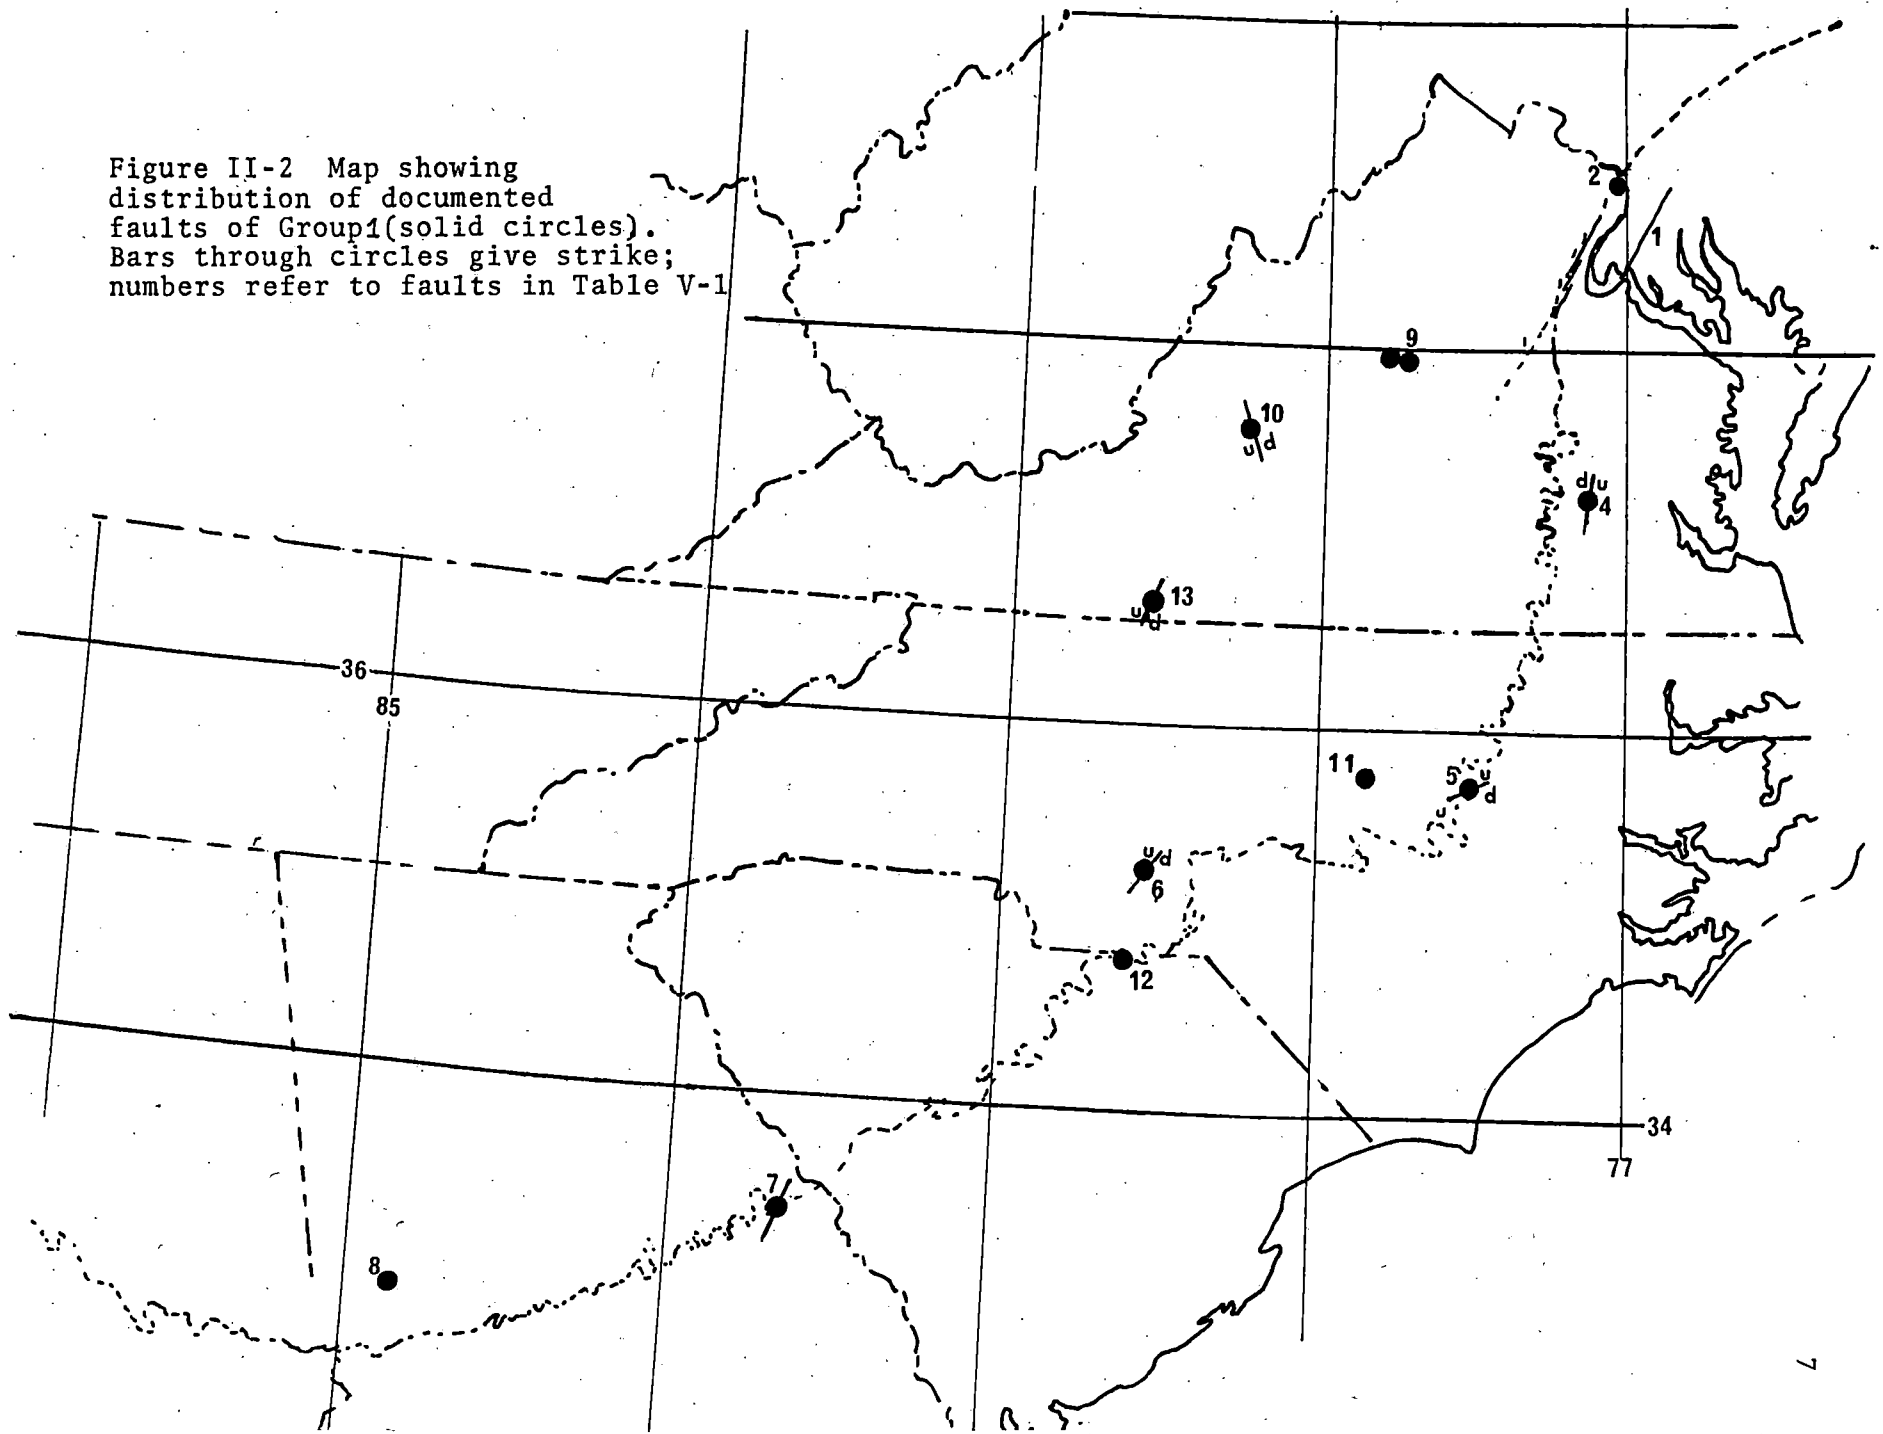 Figure II-2 Map showing
distribution of documented
faults of Group1(solid circles).
Bars through circles give strike;
numbers refer to faults in Table V-1
2
1
9
10
u d
d u
4
13
u d
36
85
11
5 u
d
u
u d
6
12
34
77
7
8
7